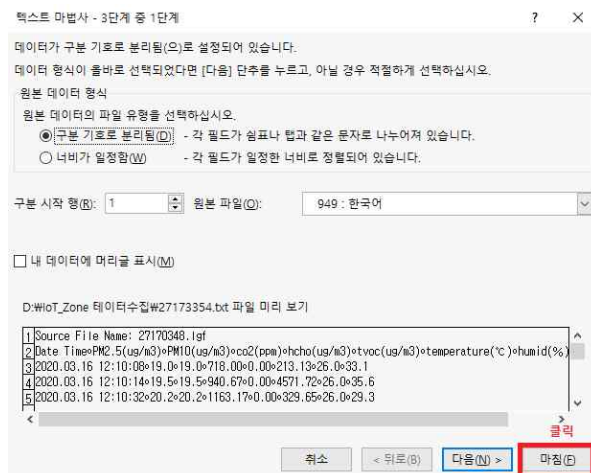 텍스트 마법사 - 3단계 중 1단계 ? ×
데이터가 구분 기호로 분리됨(으)로 설정되어 있습니다.
데이터 형식이 올바로 선택되었다면 [다음] 단추를 누르고, 아닐 경우 적절하게 선택하십시오.
원본 데이터 형식
원본 데이터의 파일 유형을 선택하십시오.
구분 기호로 분리됨(D) - 각 필드가 쉼표나 탭과 같은 문자로 나누어져 있습니다.
너비가 일정함(W) - 각 필드가 일정한 너비로 정렬되어 있습니다.
구분 시작 행(R): 1 원본 파일(O): 949 : 한국어
내 데이터에 머리글 표시(M)
D:₩IoT_Zone 테이터수집₩27173354.txt 파일 미리 보기
1 Source File Name: 27170348.lgf
2 Date Time∘PM2.5(ug/m3)∘PM10(ug/m3)∘co2(ppm)∘hcho(ug/m3)∘tvoc(ug/m3)∘temperature(℃)∘humid(%)
3 2020.03.16 12:10:08∘19.0∘19.0∘718.00∘0.00∘213.13∘26.0∘33.1
4 2020.03.16 12:10:14∘19.5∘19.5∘940.67∘0.00∘4571.72∘26.0∘35.6
5 2020.03.16 12:10:32∘20.2∘20.2∘1163.17∘0.00∘329.65∘26.0∘29.3
클릭
취소 < 뒤로(B) 다음(N) > 마침(F)